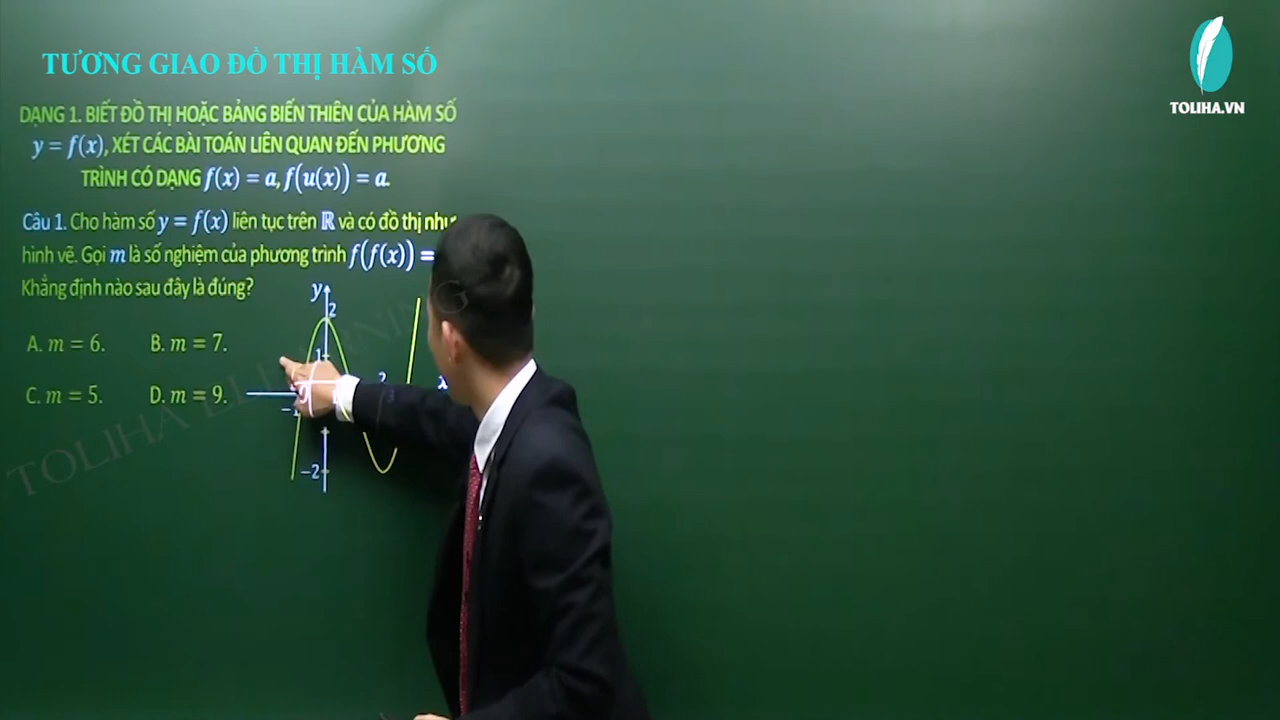 TƯƠNG GIAO ĐỒ THỊ HÀM SỐ
TOLIHA.VN
DẠNG 1. BIẾT ĐỒ THỊ HOẶC BẢNG BIẾN THIÊN CỦA HÀM SỐ
y = f(x), XÉT CÁC BÀI TOÁN LIÊN QUAN ĐẾN PHƯƠNG
TRÌNH CÓ DẠNG f(x) = a, f(u(x)) = a.
Câu 1. Cho hàm số y = f(x) liên tục trên ℝ và có đồ thị như
hình vẽ. Gọi m là số nghiệm của phương trình f(f(x)) =
Khẳng định nào sau đây là đúng?
A. m = 6. B. m = 7.
C. m = 5. D. m = 9.
y
2
1
2
x
−1
−2
TOLIHA ELEARNING